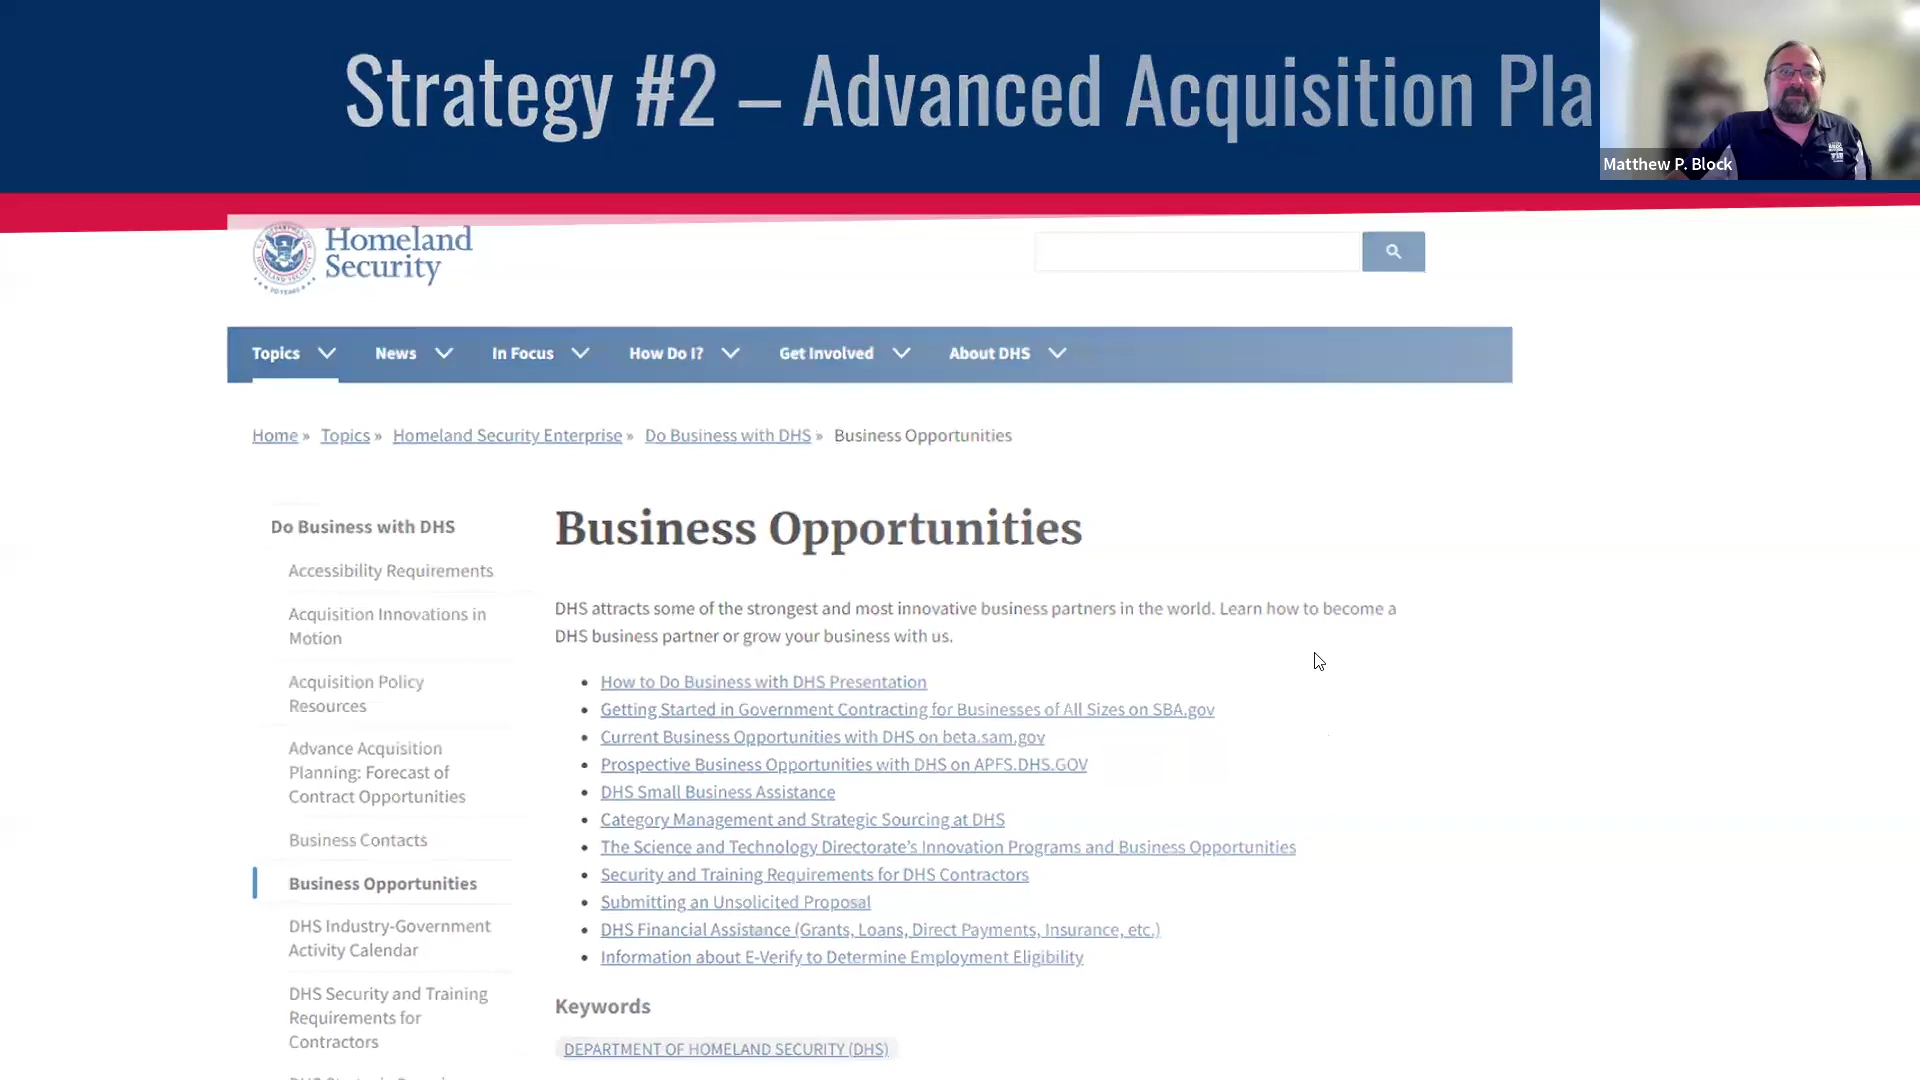 Strategy #2 – Advanced Acquisition Pla
Matthew P. Block
Homeland
Security
Topics
News
In Focus
How Do I?
Get Involved
About DHS
Home » Topics » Homeland Security Enterprise » Do Business with DHS » Business Opportunities
Do Business with DHS
Accessibility Requirements
Acquisition Innovations in
Motion
Acquisition Policy
Resources
Advance Acquisition
Planning: Forecast of
Contract Opportunities
Business Contacts
Business Opportunities
DHS Industry-Government
Activity Calendar
DHS Security and Training
Requirements for
Contractors
Business Opportunities
DHS attracts some of the strongest and most innovative business partners in the world. Learn how to become a
DHS business partner or grow your business with us.
• How to Do Business with DHS Presentation
• Getting Started in Government Contracting for Businesses of All Sizes on SBA.gov
• Current Business Opportunities with DHS on beta.sam.gov
• Prospective Business Opportunities with DHS on APFS.DHS.GOV
• DHS Small Business Assistance
• Category Management and Strategic Sourcing at DHS
• The Science and Technology Directorate’s Innovation Programs and Business Opportunities
• Security and Training Requirements for DHS Contractors
• Submitting an Unsolicited Proposal
• DHS Financial Assistance (Grants, Loans, Direct Payments, Insurance, etc.)
• Information about E-Verify to Determine Employment Eligibility
Keywords
DEPARTMENT OF HOMELAND SECURITY (DHS)